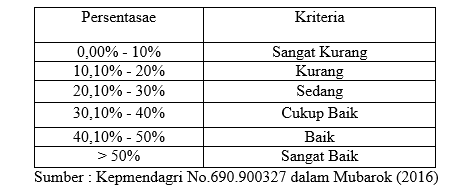 Persentasae Kriteria
0,00% - 10% Sangat Kurang
10,10% - 20% Kurang
20,10% - 30% Sedang
30,10% - 40% Cukup Baik
40,10% - 50% Baik
> 50% Sangat Baik
Sumber : Kepmendagri No.690.900327 dalam Mubarok (2016)